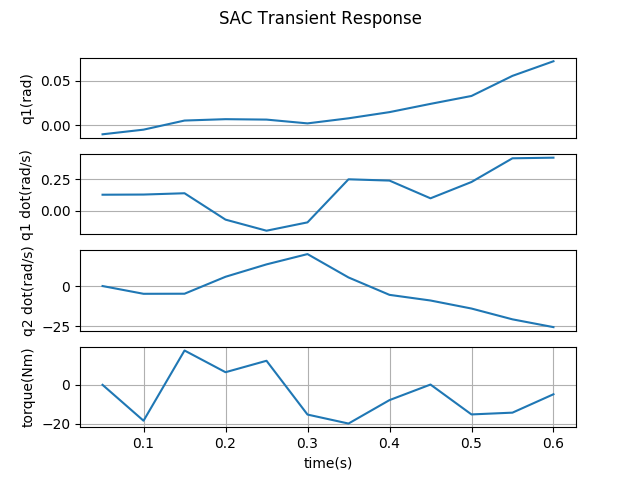 SAC Transient Response
q1(rad)
0.05
0.00
q1 dot(rad/s)
0.25
0.00
q2 dot(rad/s)
0
−25
torque(Nm)
0
−20
0.1 0.2 0.3 0.4 0.5 0.6
time(s)